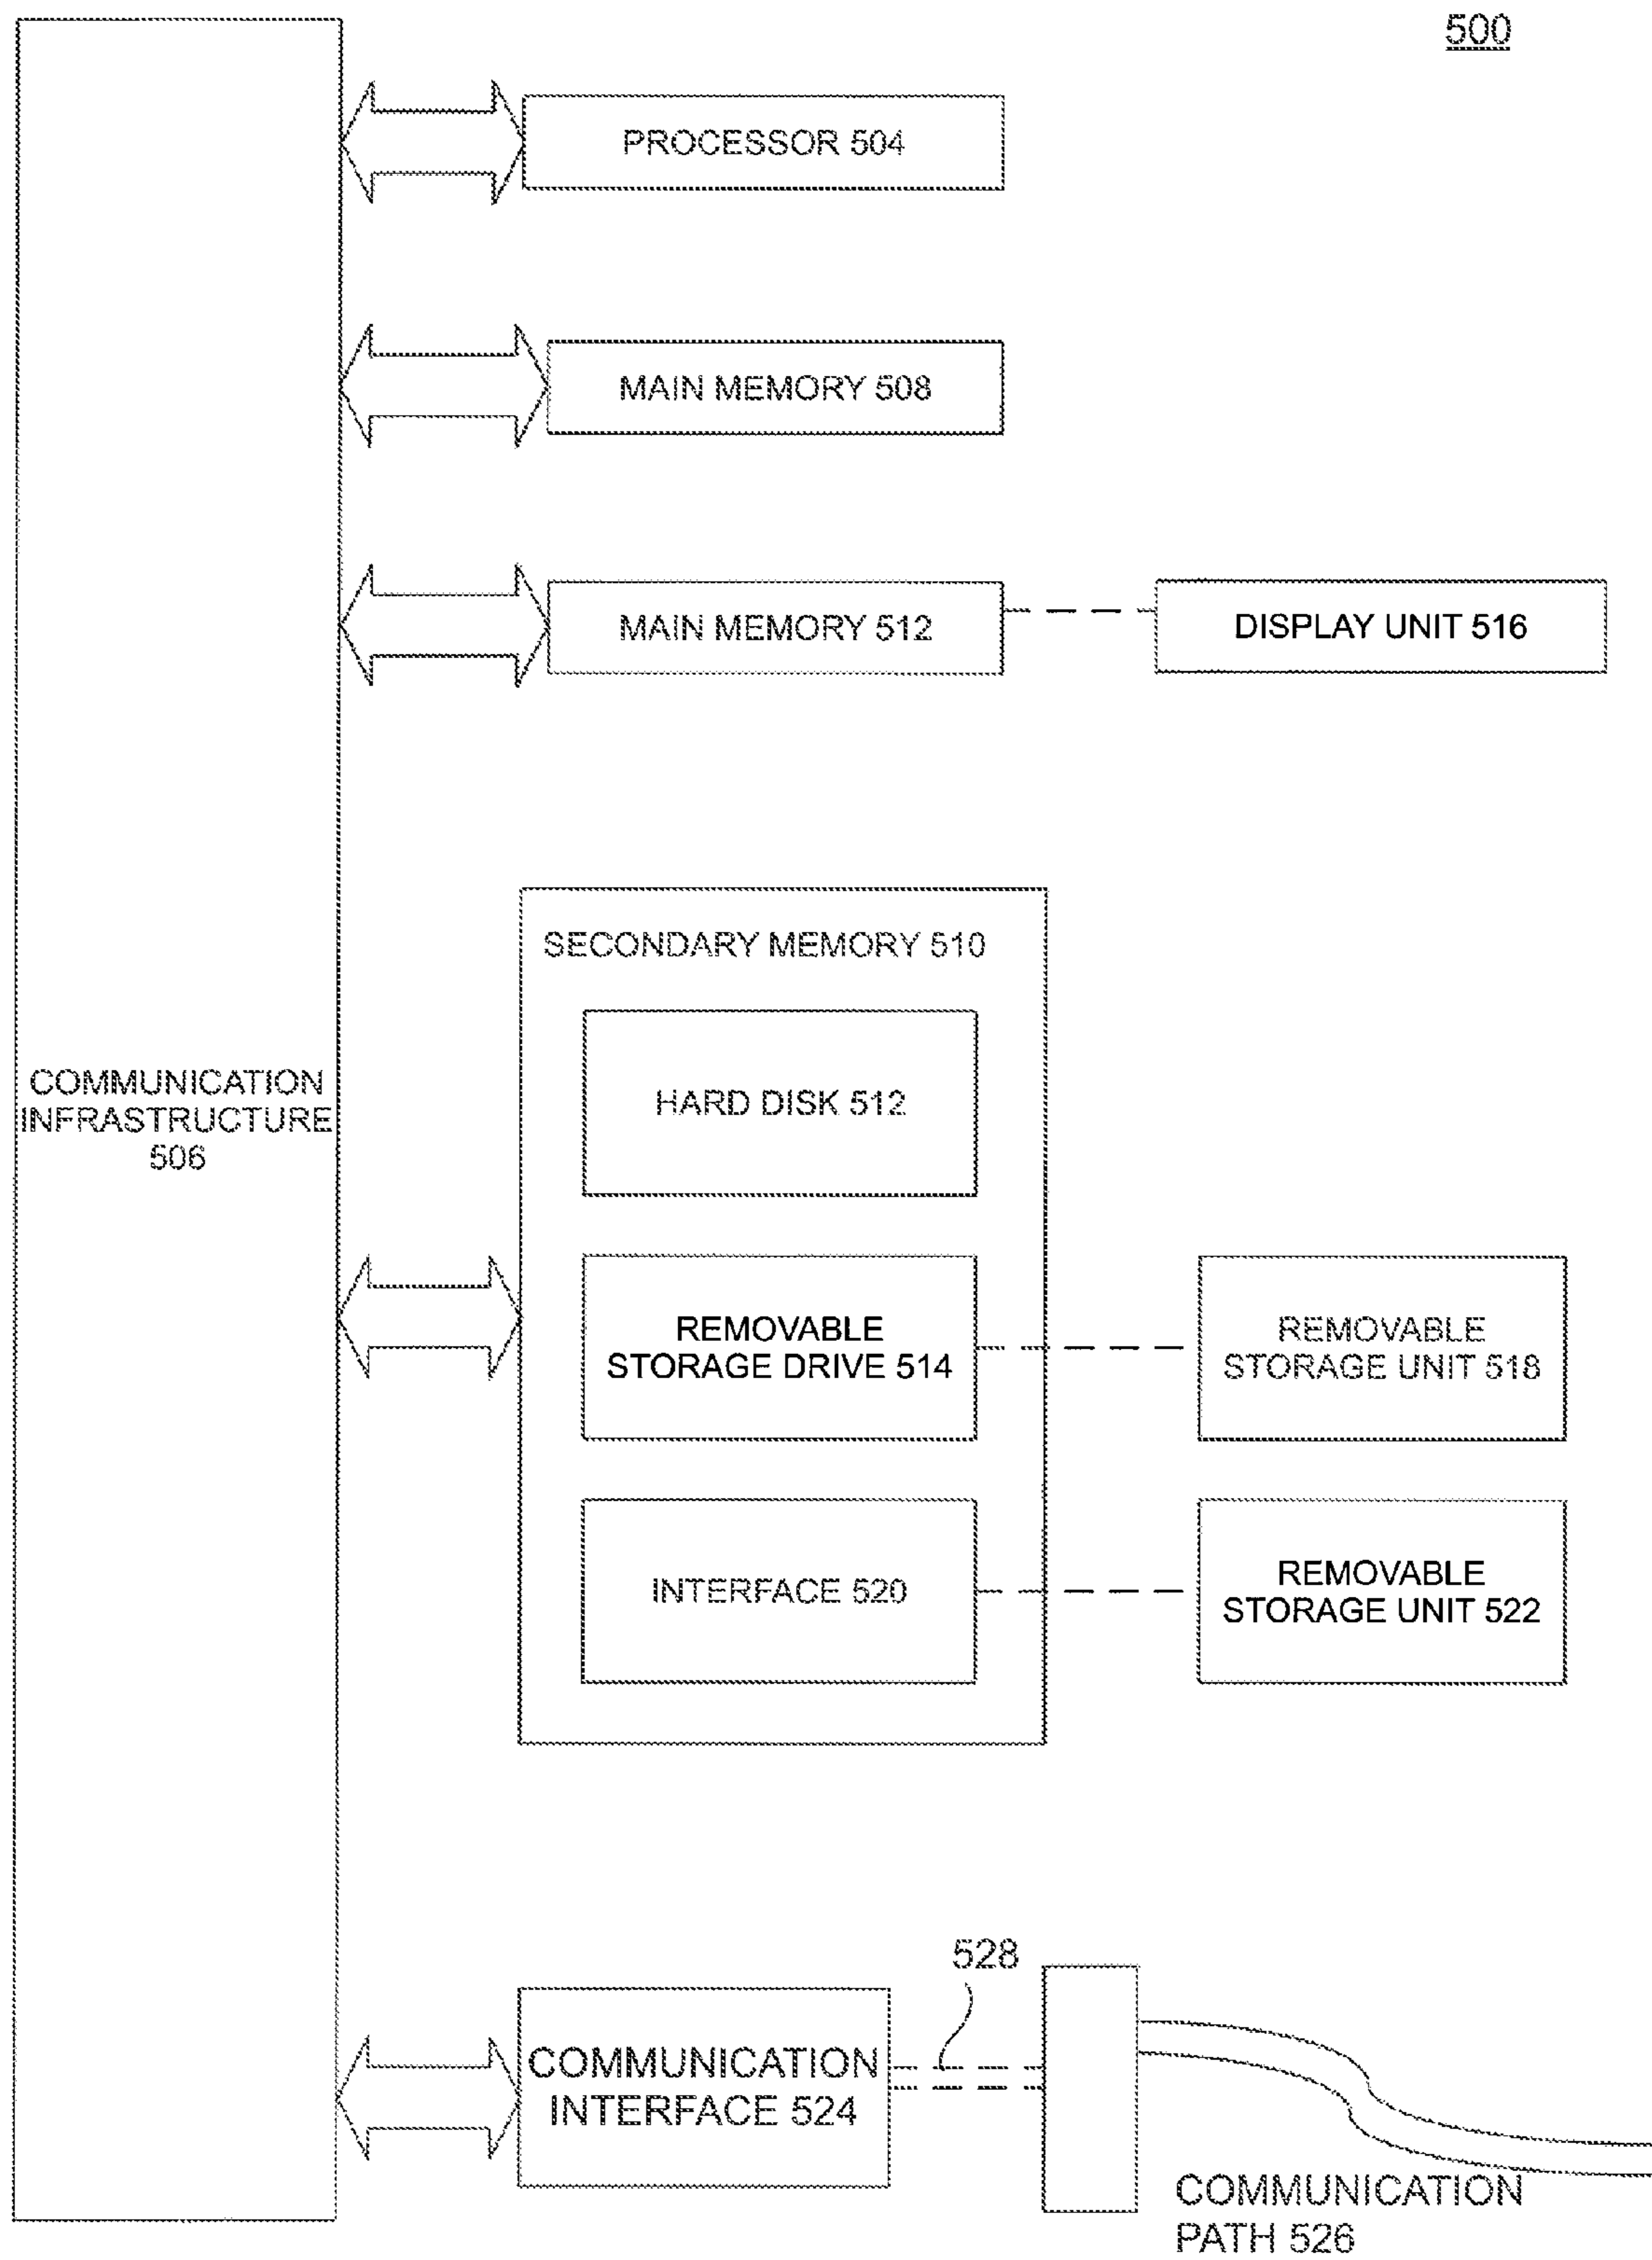 500
PROCESSOR 504
MAIN MEMORY 508
MAIN MEMORY 512
DISPLAY UNIT 516
SECONDARY MEMORY 510
HARD DISK 512
COMMUNICATION
INFRASTRUCTURE
506
REMOVABLE
STORAGE DRIVE 514
REMOVABLE
STORAGE UNIT 518
INTERFACE 520
REMOVABLE
STORAGE UNIT 522
528
COMMUNICATION
INTERFACE 524
COMMUNICATION
PATH 526